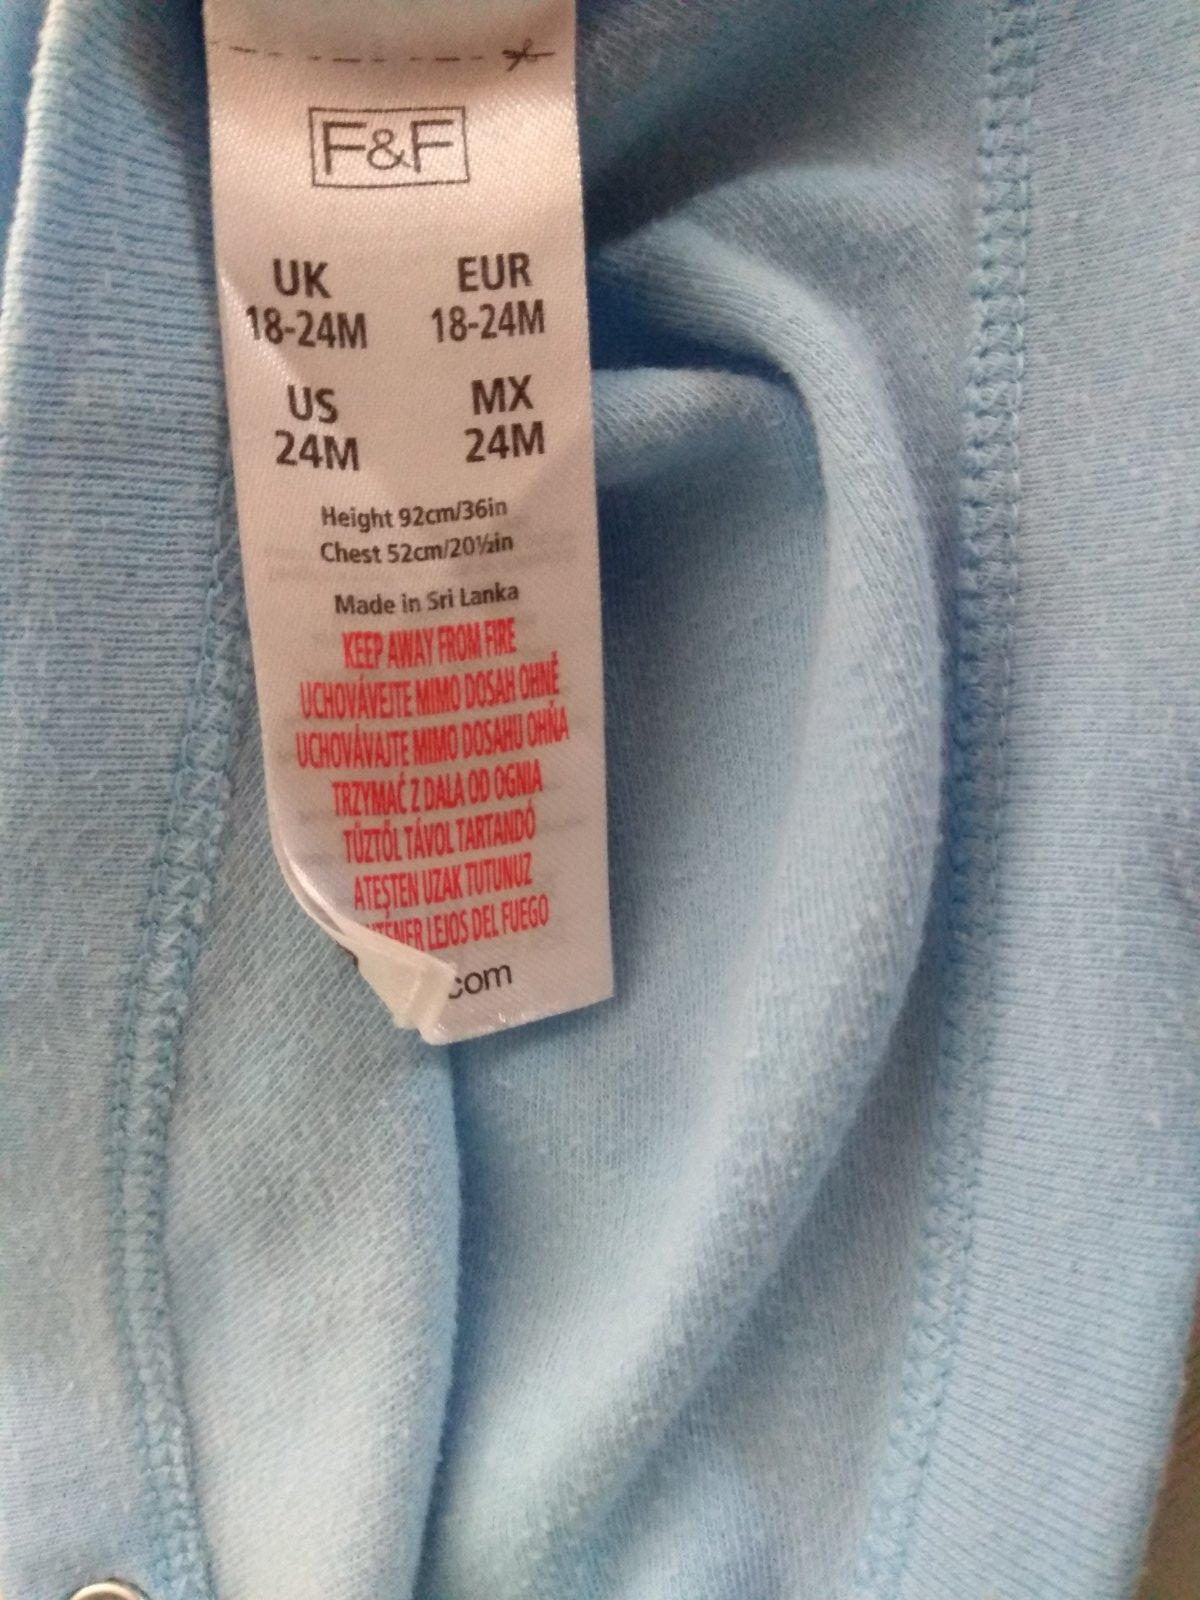 F&F
UK EUR
18-24M 18-24M
US MX
24M 24M
Height 92cm/36in
Chest 52cm/20½in
Made in Sri Lanka
KEEP AWAY FROM FIRE
UCHOVÁVEJTE MIMO DOSAH OHNĚ
UCHOVÁVAJTE MIMO DOSAHU OHŇA
TRZYMAĆ Z DALA OD OGNIA
TŰZTŐL TÁVOL TARTANDÓ
ATEŞTEN UZAK TUTUNUZ
LEJOS DEL FUEGO
com